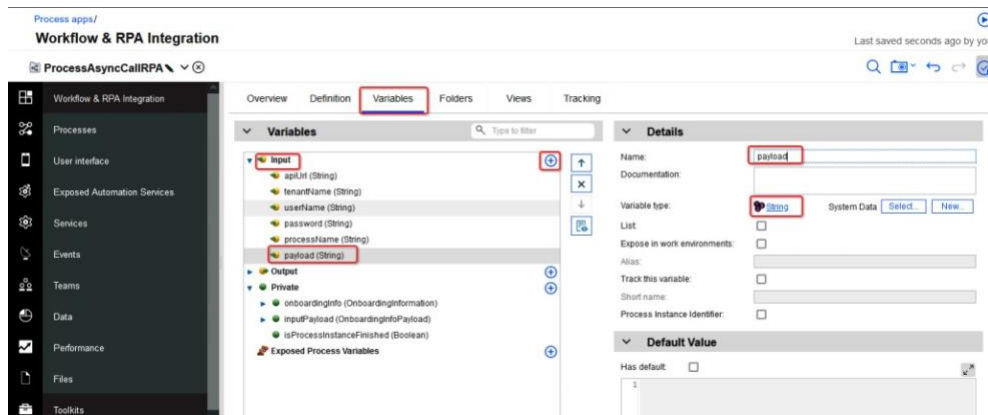 Process apps/
Workflow & RPA Integration
Last saved seconds ago by yo
ProcessAsyncCallRPA
Workflow & RPA Integration
Processes
User interface
Exposed Automation Services
Services
Events
Teams
Data
Performance
Files
Toolkits
Overview Definition Variables Folders Views Tracking
Variables
Type to filter
Input
apiUrl (String)
tenantName (String)
userName (String)
password (String)
processName (String)
payload (String)
Output
Private
onboardingInfo (OnboardingInformation)
inputPayload (OnboardingInfoPayload)
isProcessInstanceFinished (Boolean)
Exposed Process Variables
Details
Name: payload
Documentation:
Variable type: String System Data Select... New...
List
Expose in work environments:
Alias:
Track this variable:
Short name:
Process Instance Identifier:
Default Value
Has default:
1